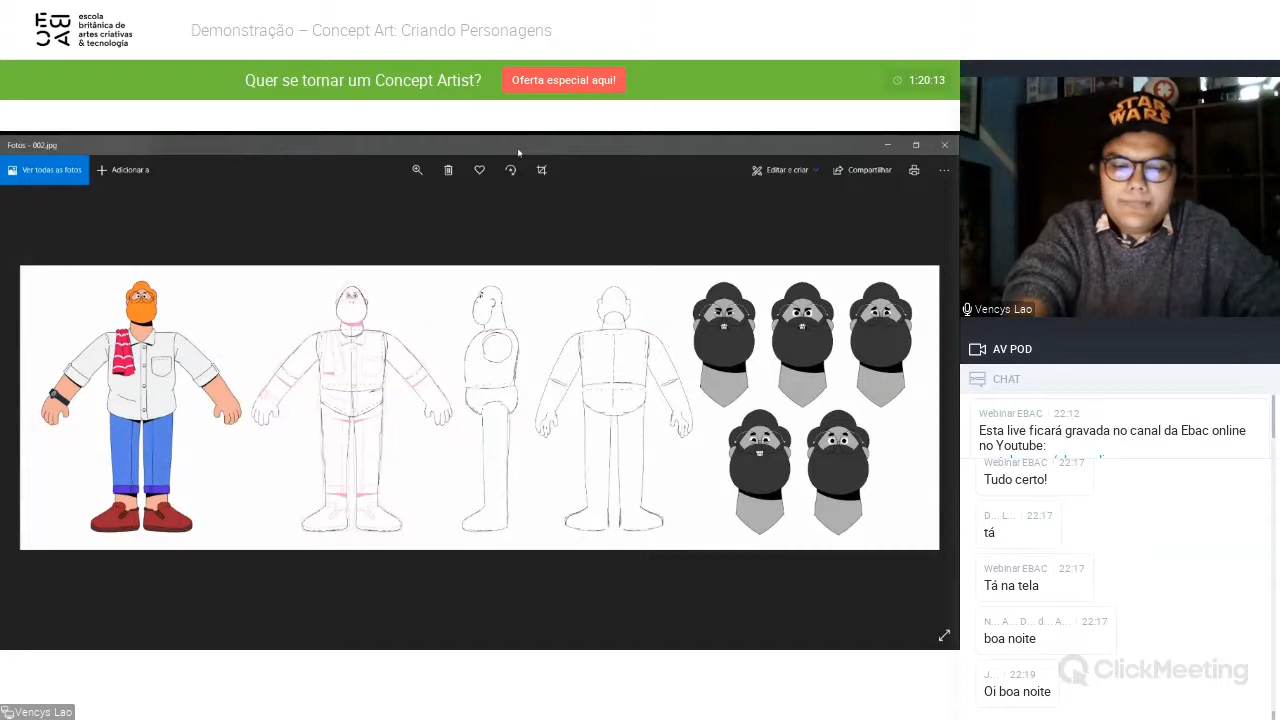 EBAC
escola
britânica de
artes criativas
& tecnologia
Demonstração – Concept Art: Criando Personagens
Quer se tornar um Concept Artist?
Oferta especial aqui!
1:20:13
Fotos - 002.jpg
Ver todas as fotos
Adicionar a
Editar e criar
Compartilhar
STAR
WARS
Vencys Lao
AV POD
CHAT
Webinar EBAC 22:12
Esta live ficará gravada no canal da Ebac online
no Youtube:
Webinar EBAC 22:17
Tudo certo!
D... L... 22:17
tá
Webinar EBAC 22:17
Tá na tela
N... A... D... d... A... 22:17
boa noite
J... 22:19
Oi boa noite
ClickMeeting
Vencys Lao